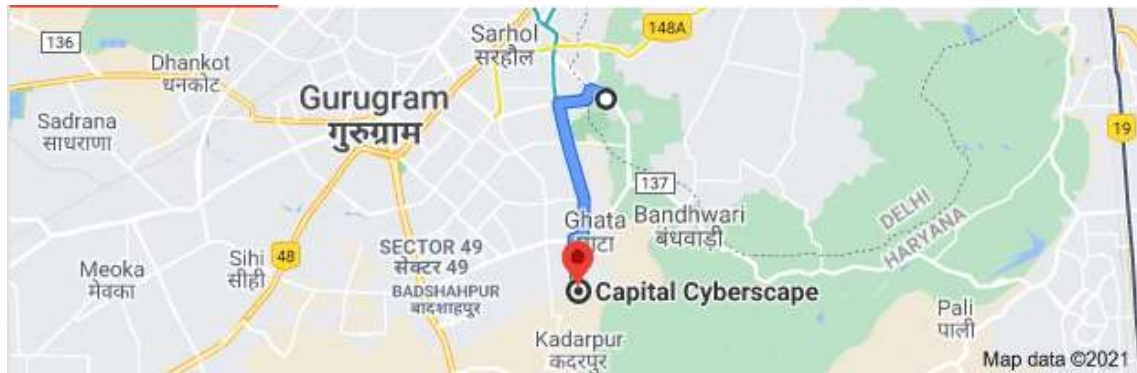 136
Dhankot
धनकोट
Sarhol
सरहौल
148A
Gurugram
गुरुग्राम
Sadrana
साधराणा
19
137
Ghata
Bandhwari
बंधवाड़ी
DELHI
HARYANA
SECTOR 49
सेक्टर 49
BADSHAHPUR
बादशाहपुर
Sihi
सीही
48
Meoka
मेवका
Capital Cyberscape
Kadarpur
कदरपुर
Pali
पाली
Map data ©2021